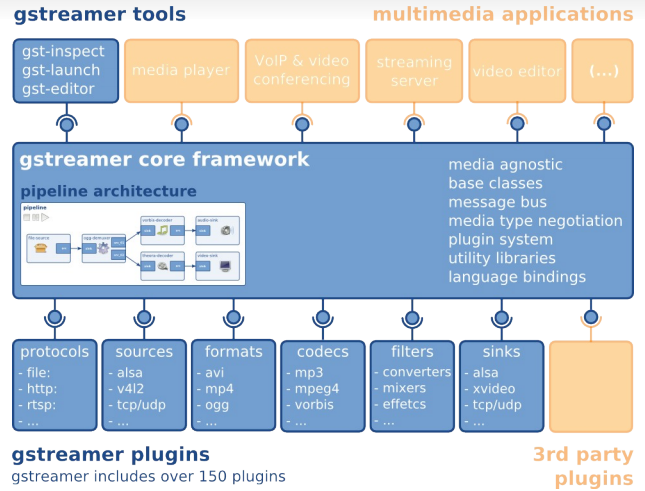 gstreamer tools
multimedia applications
gst-inspect
gst-launch
gst-editor
media player
VoIP & video
conferencing
streaming
server
video editor
(...)
gstreamer core framework
pipeline architecture
pipeline
file-source
ogg-demuxer
vorbis-decoder
audio-sink
theora-decoder
video-sink
media agnostic
base classes
message bus
media type negotiation
plugin system
utility libraries
language bindings
protocols
- file:
- http:
- rtsp:
- ...
sources
- alsa
- v4l2
- tcp/udp
- ...
formats
- avi
- mp4
- ogg
- ...
codecs
- mp3
- mpeg4
- vorbis
- ...
filters
- converters
- mixers
- effetcs
- ...
sinks
- alsa
- xvideo
- tcp/udp
- ...
gstreamer plugins
gstreamer includes over 150 plugins
3rd party
plugins